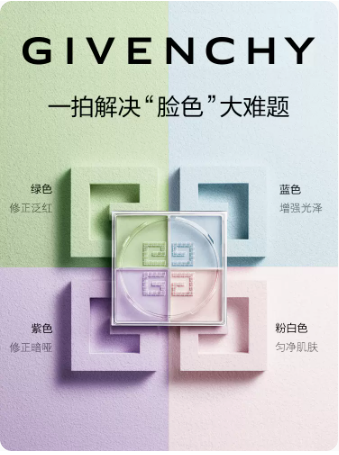 GIVENCHY
一拍解决“脸色”大难题
绿色
修正泛红
蓝色
增强光泽
紫色
修正暗哑
粉白色
匀净肌肤